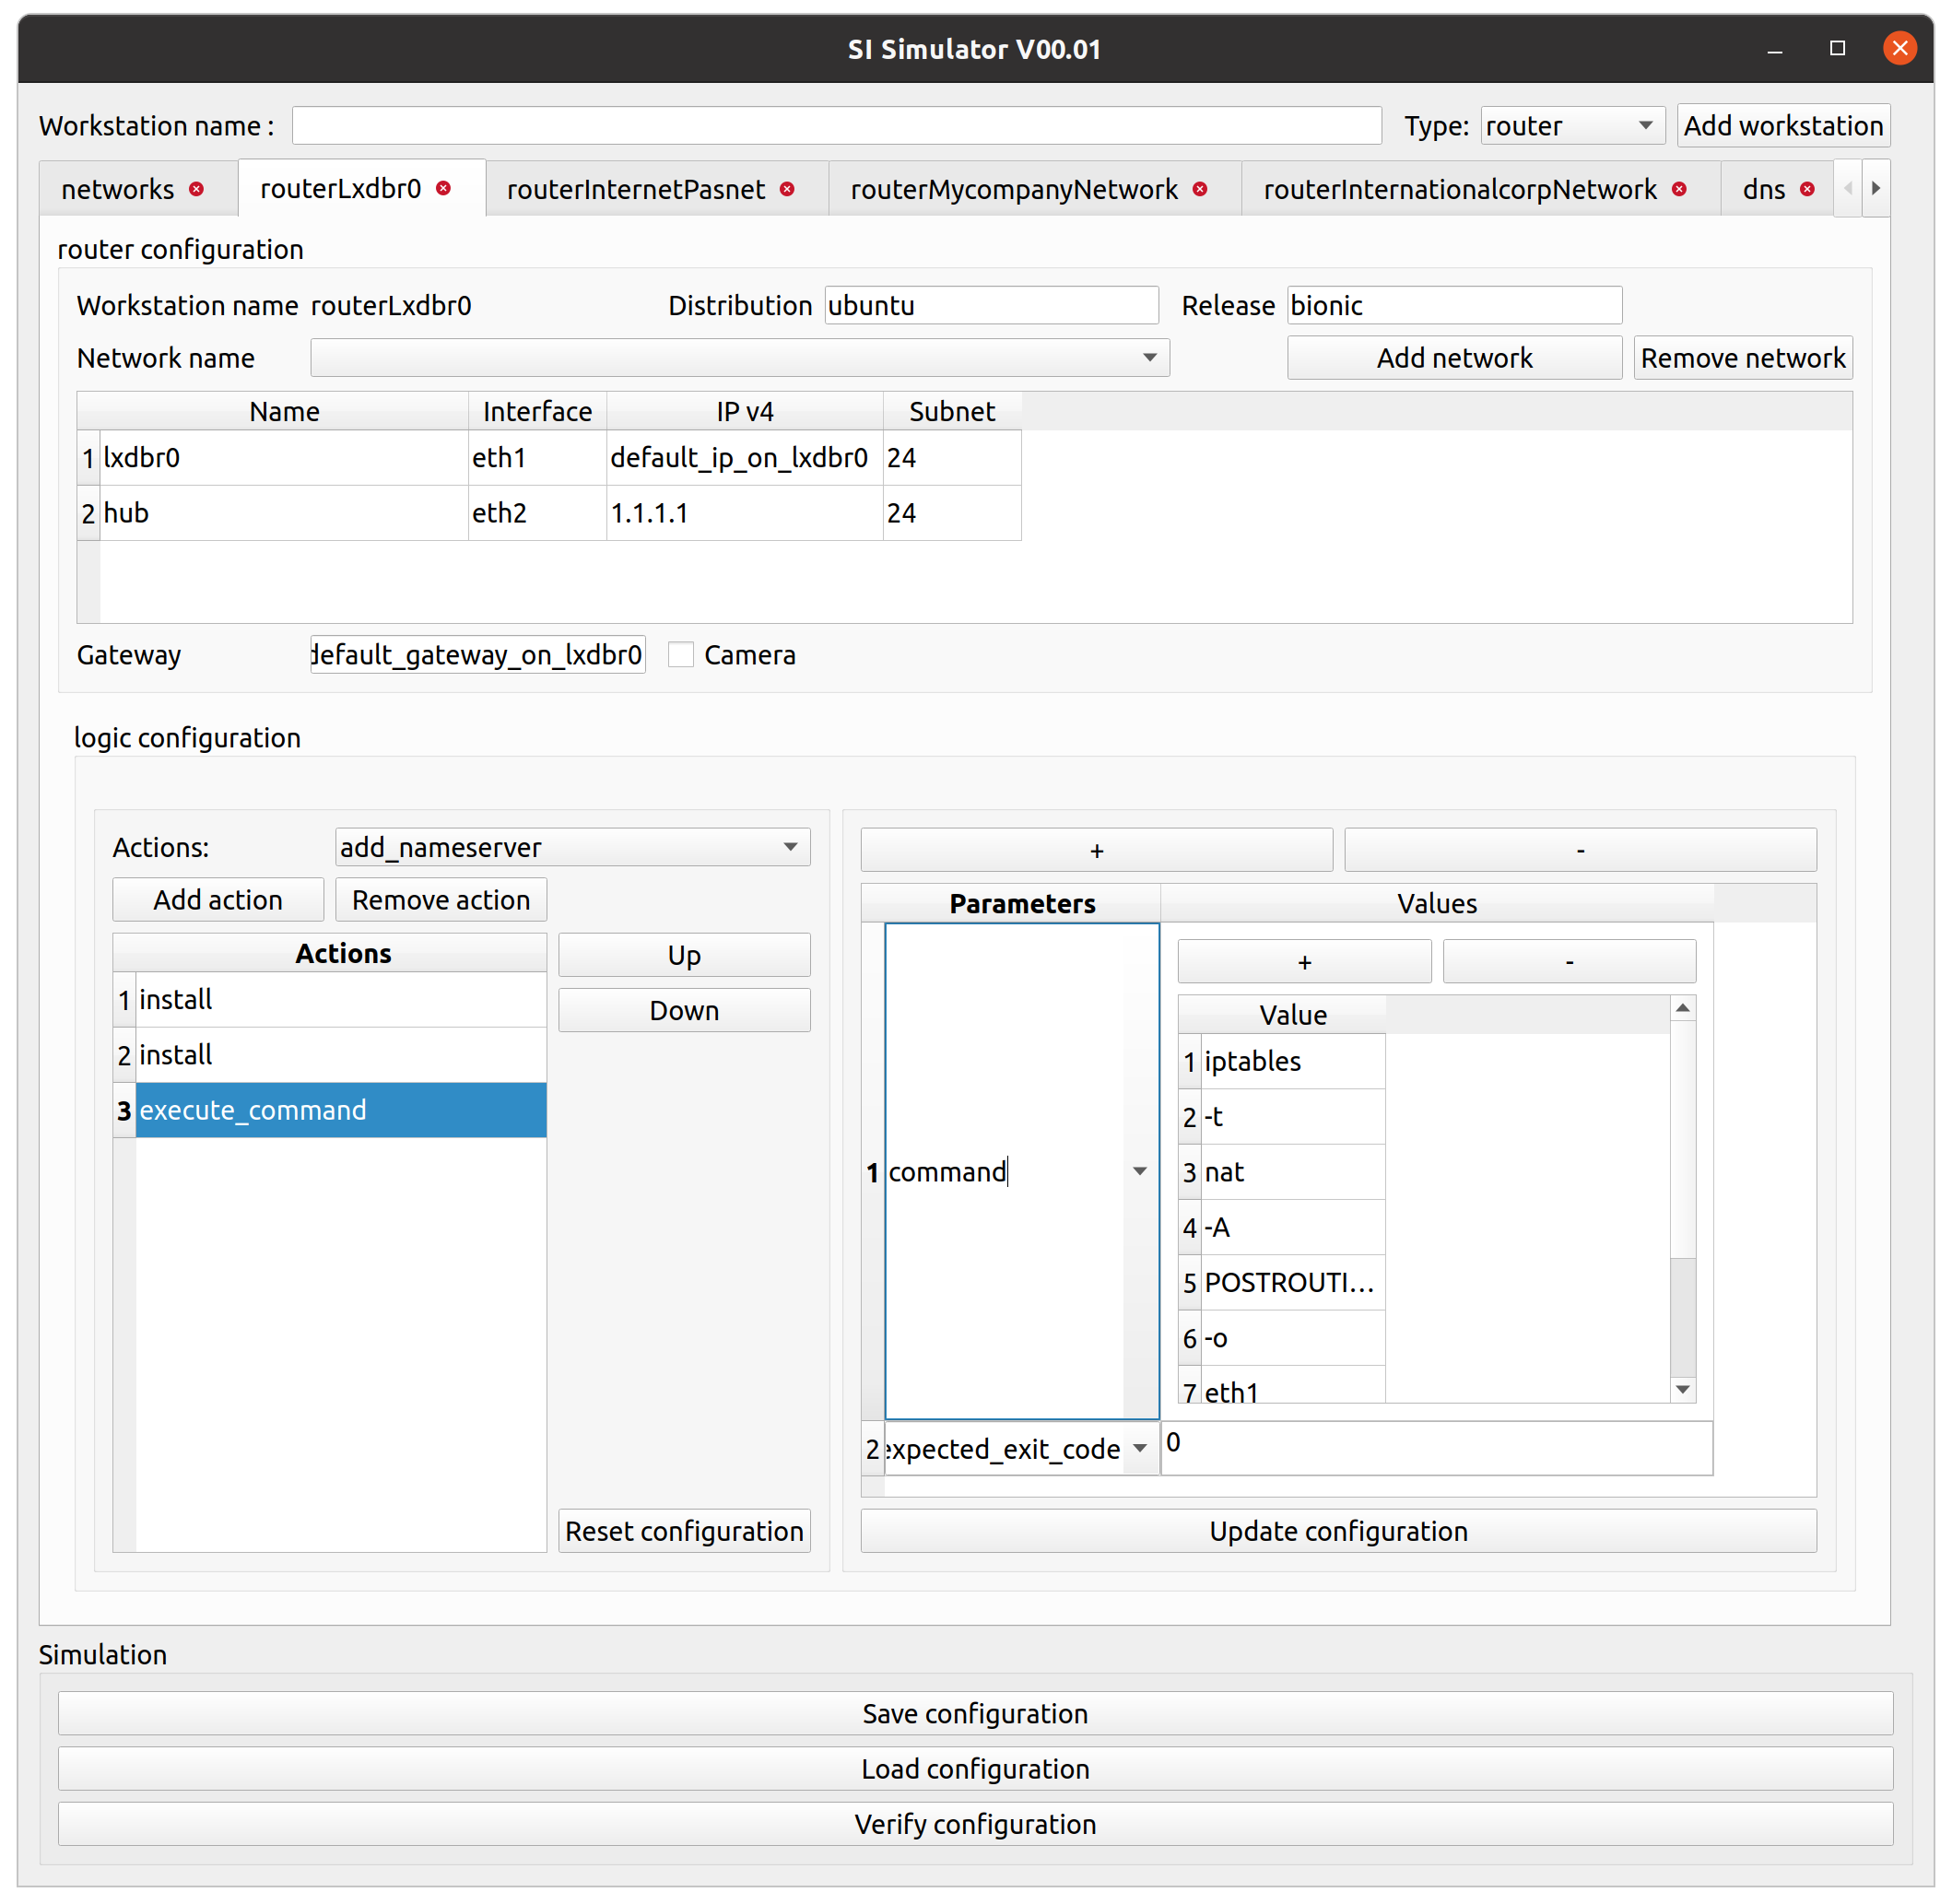 SI Simulator V00.01
Workstation name : Type: router Add workstation
networks routerLxdbr0 routerInternetPasnet routerMycompanyNetwork routerInternationalcorpNetwork dns
router configuration
Workstation name routerLxdbr0 Distribution ubuntu Release bionic
Network name Add network Remove network
Name Interface IP v4 Subnet
1 lxdbr0 eth1 default_ip_on_lxdbr0 24
2 hub eth2 1.1.1.1 24
Gateway default_gateway_on_lxdbr0 Camera
logic configuration
Actions: add_nameserver
Add action Remove action
Actions
Up
Down
1 install
2 install
3 execute_command
Reset configuration
+ -
Parameters Values
1 command
+ -
Value
1 iptables
2 -t
3 nat
4 -A
5 POSTROUTI...
6 -o
7 eth1
2 expected_exit_code 0
Update configuration
Simulation
Save configuration
Load configuration
Verify configuration